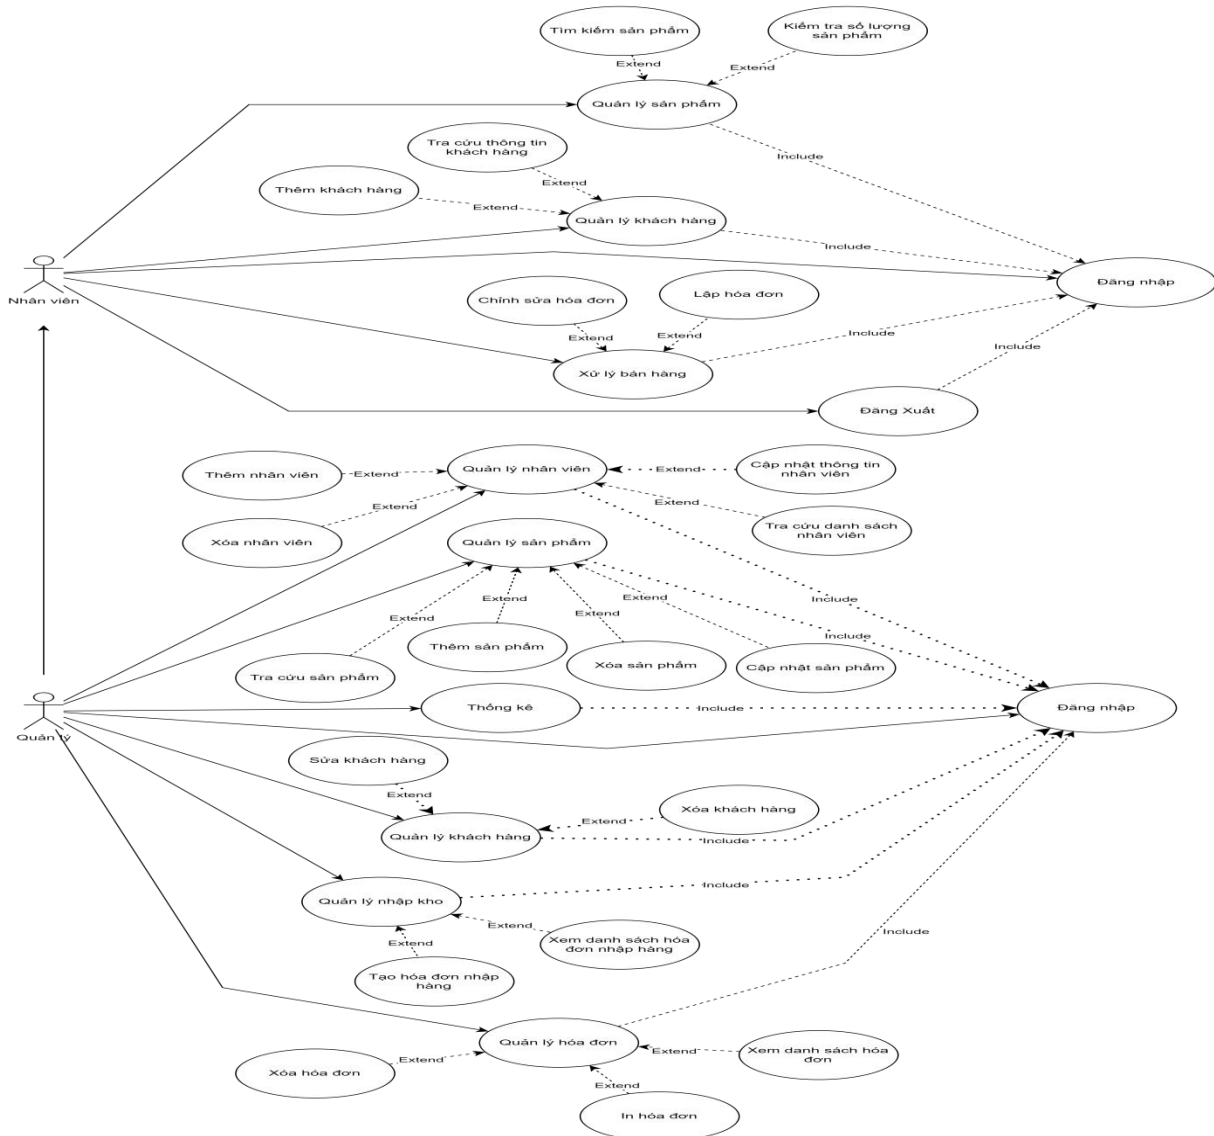 Tìm kiếm sản phẩm
Kiểm tra số lượng
sản phẩm
Extend
Extend
Quản lý sản phẩm
Tra cứu thông tin
khách hàng
Include
Extend
Thêm khách hàng
Extend
Quản lý khách hàng
Include
Nhân viên
Đăng nhập
Chỉnh sửa hóa đơn
Lập hóa đơn
Extend
Extend
Include
Include
Xử lý bán hàng
Đăng Xuất
Thêm nhân viên
Extend
Quản lý nhân viên
Extend
Cập nhật thông tin
nhân viên
Extend
Xóa nhân viên
Extend
Tra cứu danh sách
nhân viên
Quản lý sản phẩm
Include
Extend
Extend
Extend
Extend
Include
Tra cứu sản phẩm
Thêm sản phẩm
Xóa sản phẩm
Cập nhật sản phẩm
Quản lý
Thống kê
Include
Đăng nhập
Sửa khách hàng
Extend
Xóa khách hàng
Extend
Quản lý khách hàng
Include
Quản lý nhập kho
Include
Extend
Extend
Xem danh sách hóa
đơn nhập hàng
Tạo hóa đơn nhập
hàng
Include
Quản lý hóa đơn
Xóa hóa đơn
Extend
Extend
Xem danh sách hóa
đơn
Extend
In hóa đơn